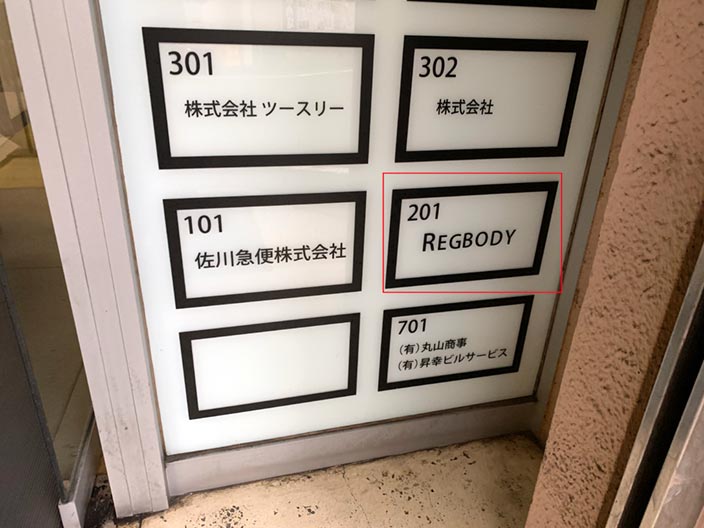 301
株式会社 ツースリー
302
株式会社
101
佐川急便株式会社
201
REGBODY
701
(有)丸山商事
(有)昇幸ビルサービス